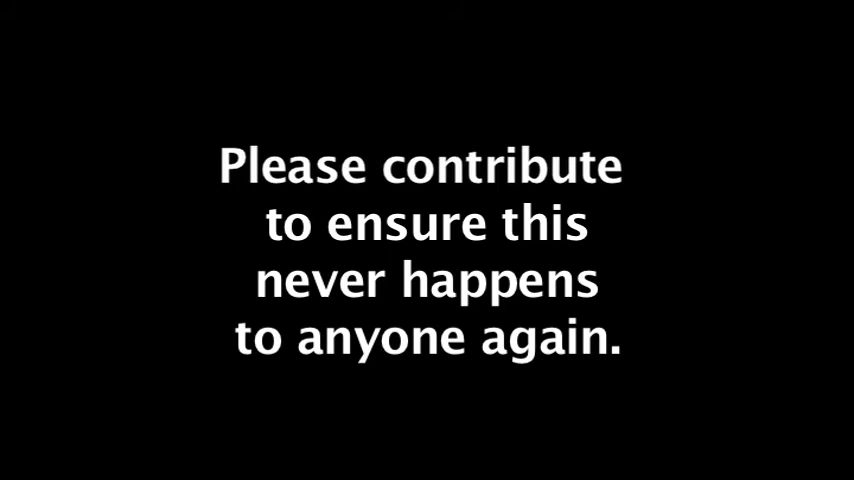 Please contribute
to ensure this
never happens
to anyone again.